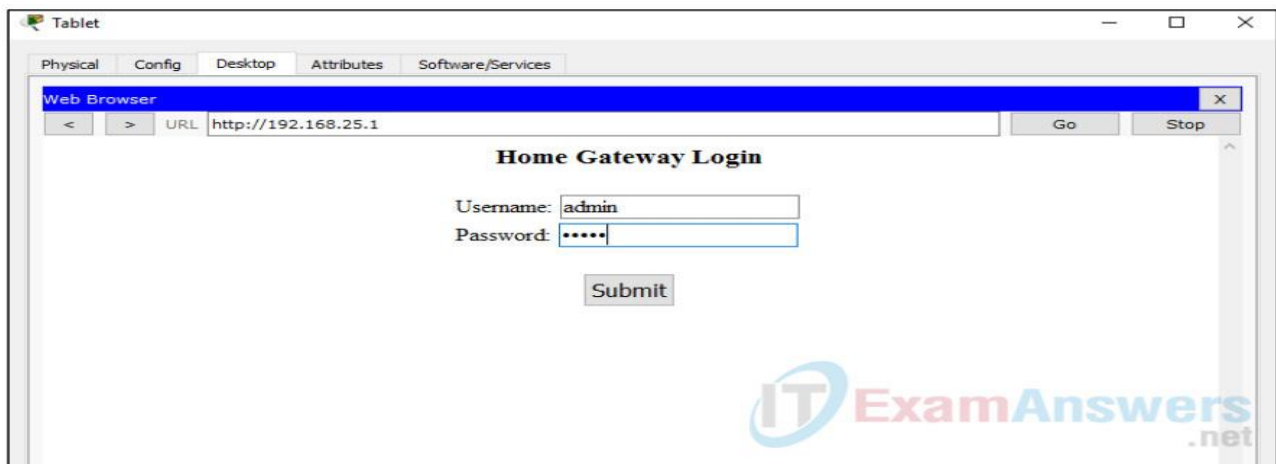 Tablet
Physical Config Desktop Attributes Software/Services
Web Browser X
< > URL http://192.168.25.1 Go Stop
Home Gateway Login
Username: admin
Password: •••••
Submit
ITExamAnswers
.net